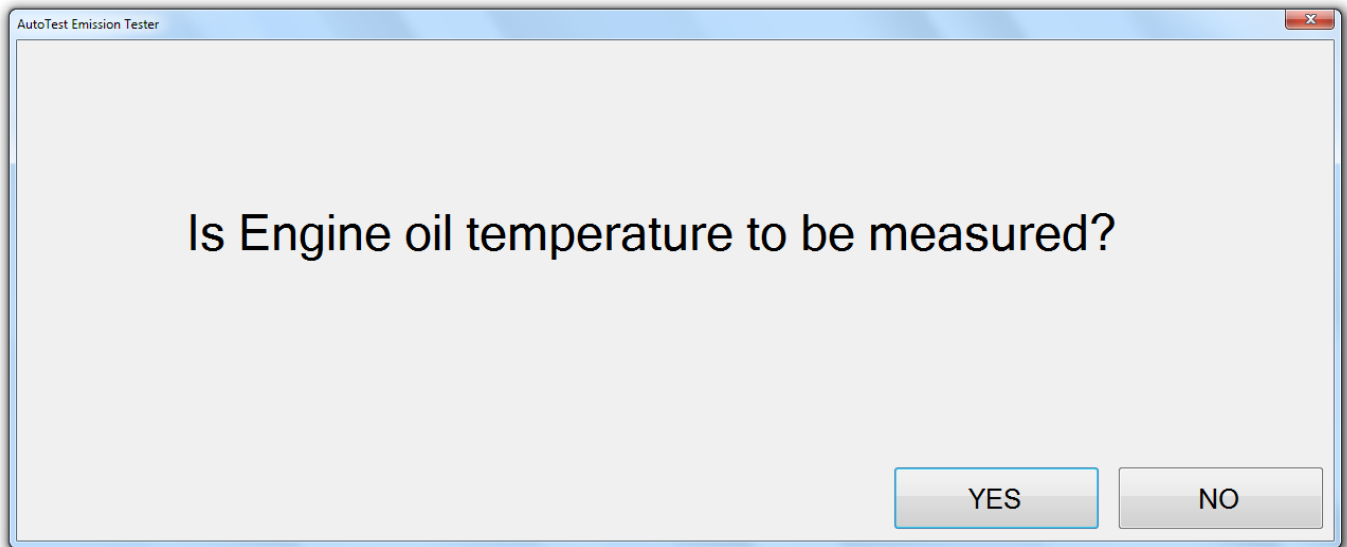 AutoTest Emission Tester
Is Engine oil temperature to be measured?
YES
NO